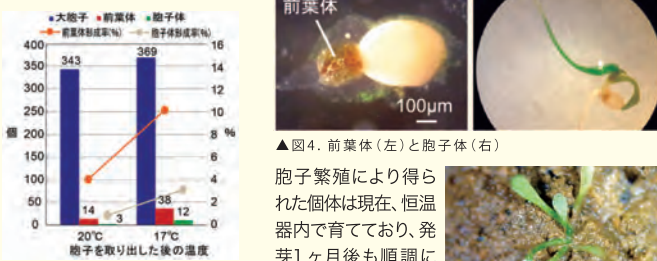 大胞子 前葉体 胞子体
前葉体形成率(%) 胞子体形成率(%)
400 16
350 14
300 12
250 10
200 8
150 6
100 4
50 2
0 0
個
%
343
369
14
3
38
12
20℃ 17℃
胞子を取り出した後の温度
前葉体
100μm
▲図4. 前葉体(左)と胞子体(右)
胞子繁殖により得ら
れた個体は現在、恒温
器内で育てており、発
芽1ヶ月後も順調に